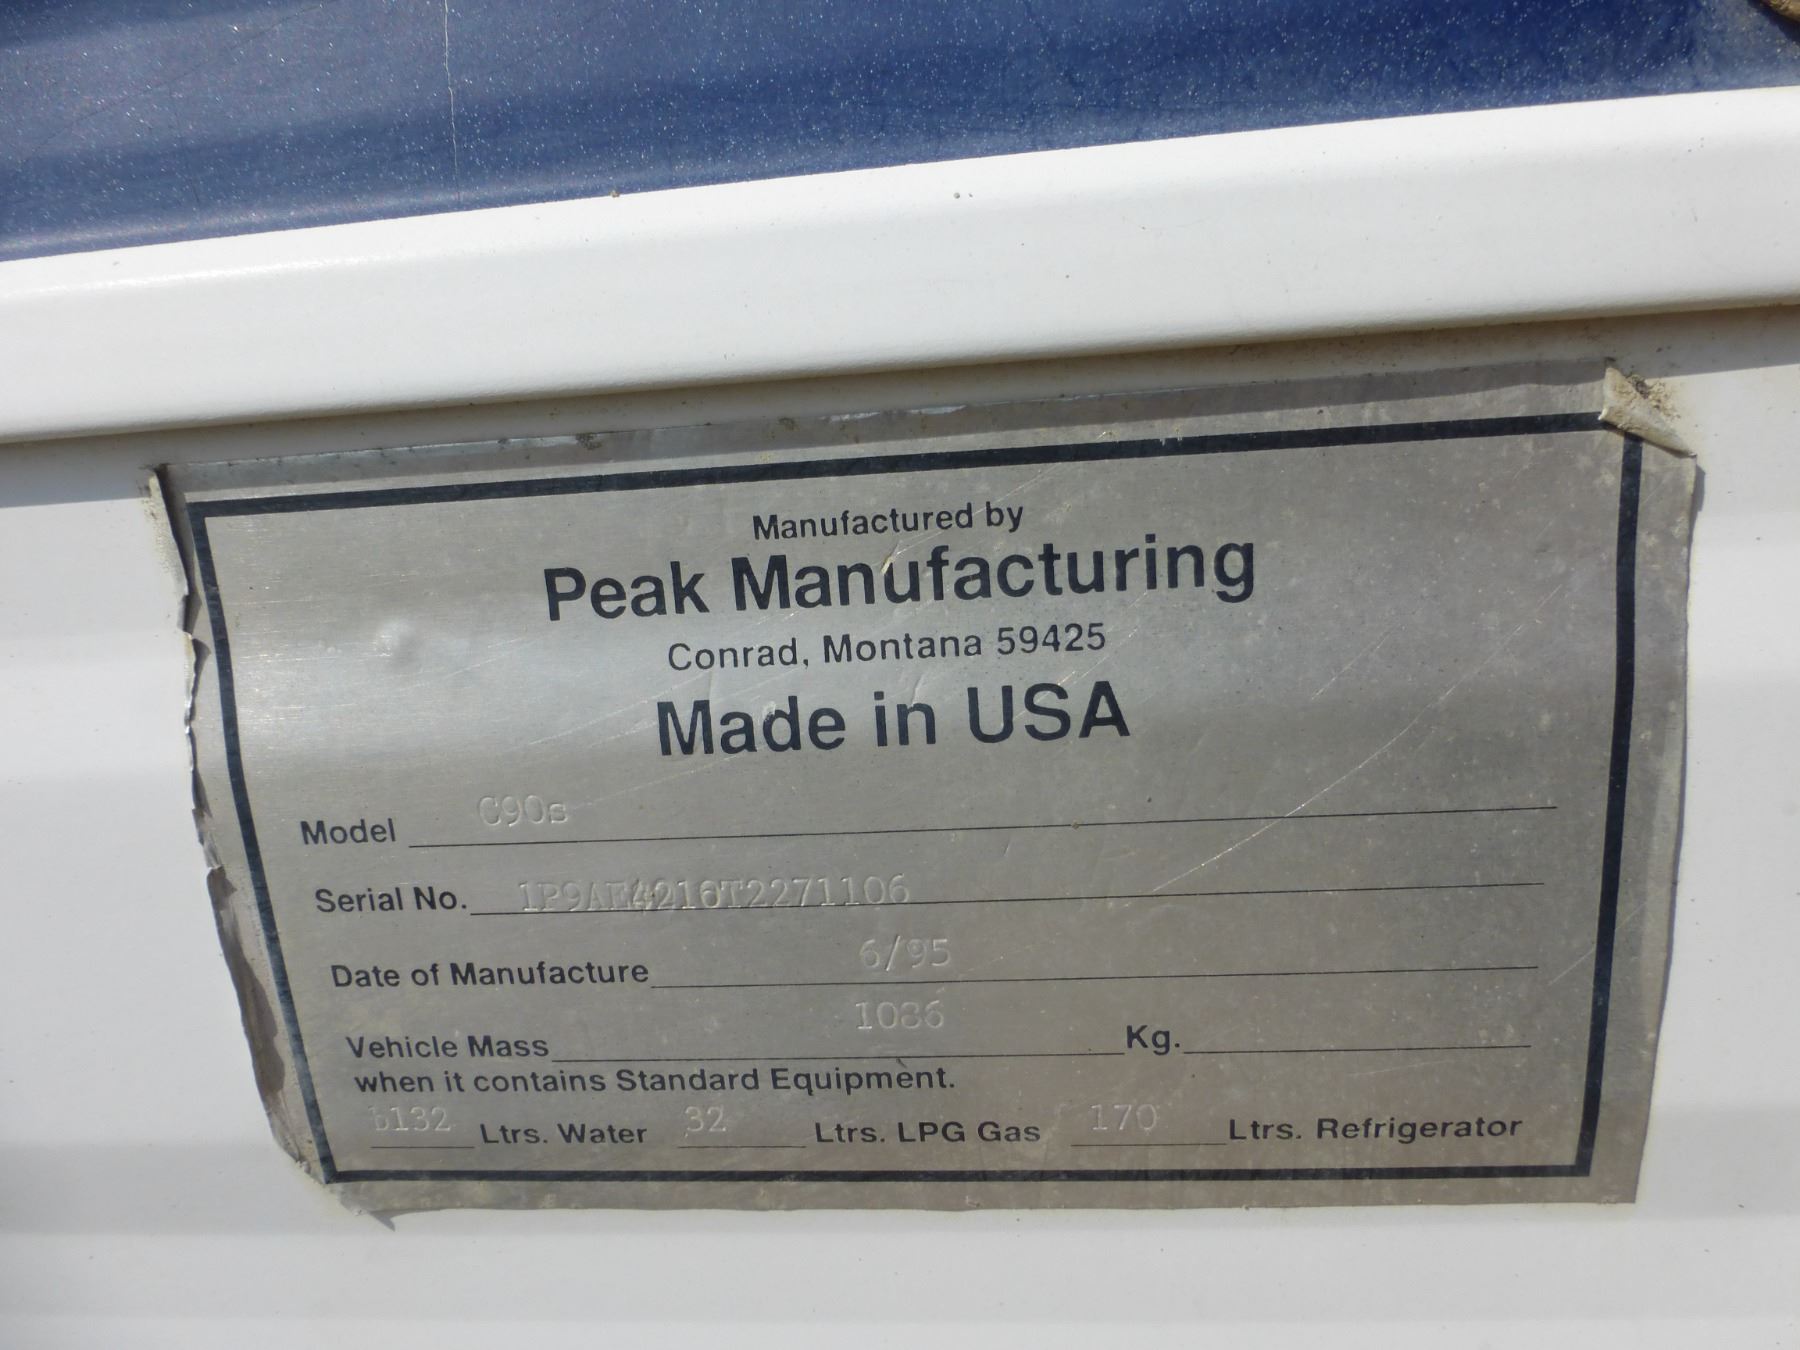 Manufactured by
Peak Manufacturing
Conrad, Montana 59425
Made in USA
Model C90s
Serial No. 1P9AE4216T2271106
Date of Manufacture 6/95
Vehicle Mass 1086 Kg.
when it contains Standard Equipment.
b132 Ltrs. Water 32 Ltrs. LPG Gas 170 Ltrs. Refrigerator